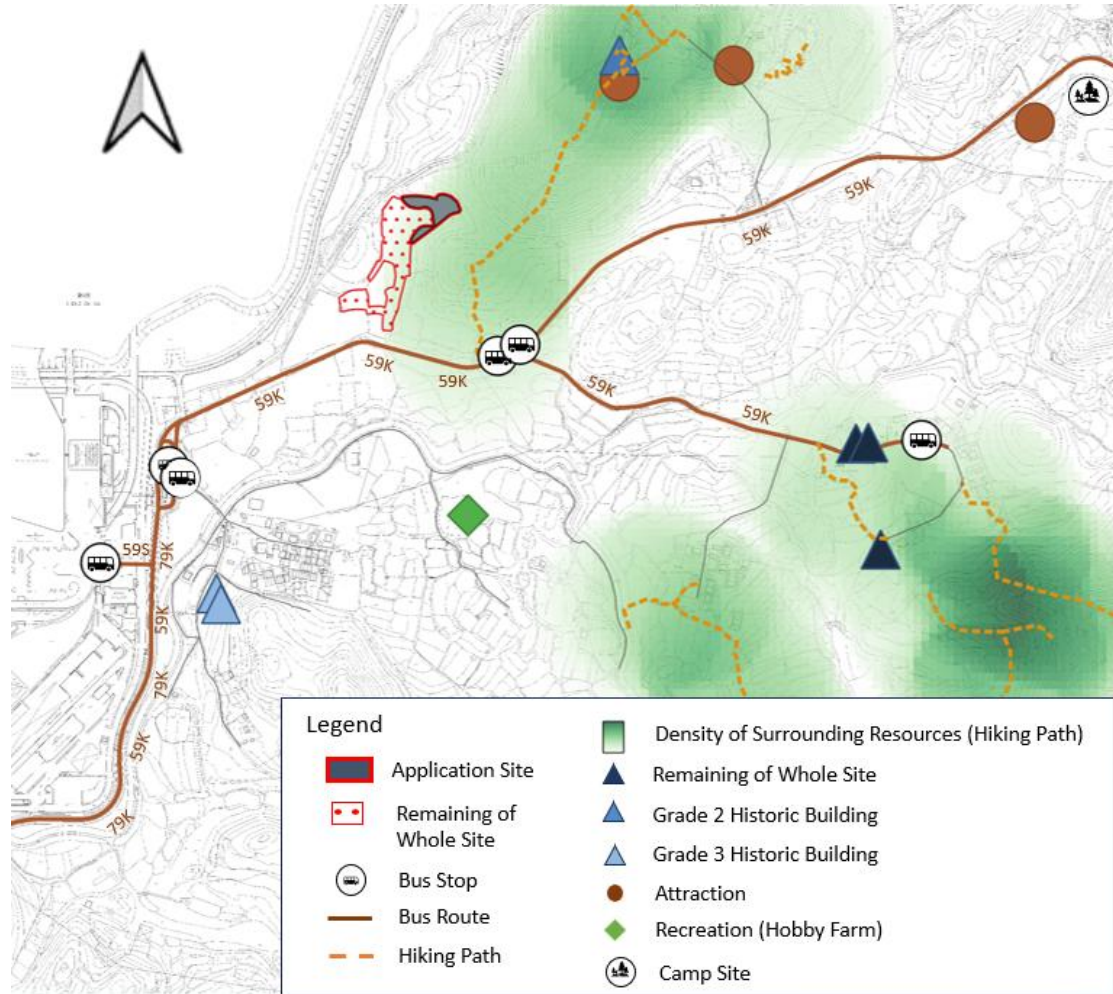 59K
59K
59K
59K
59K
59K
59K
59K
59S
79K
59K
79K
59K
79K
Legend
Application Site
Remaining of
Whole Site
Bus Stop
Bus Route
Hiking Path
Density of Surrounding Resources (Hiking Path)
Remaining of Whole Site
Grade 2 Historic Building
Grade 3 Historic Building
Attraction
Recreation (Hobby Farm)
Camp Site